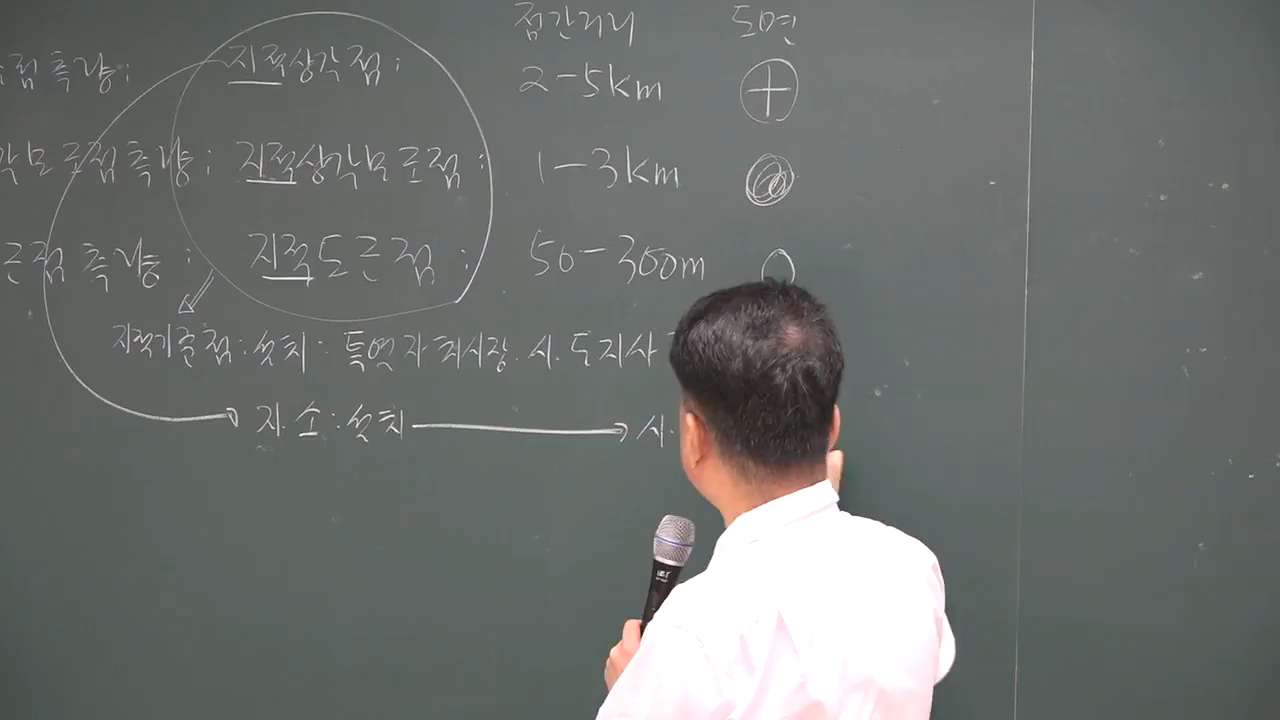 점간거리 도면
점측량: 지적삼각점: 2-5km
각보조점측량: 지적삼각보조점: 1-3km
근점측량: 지적도근점: 50-300m
지적기준점:설치: 특별자치시장.시.도지사
지.소:설치 시.